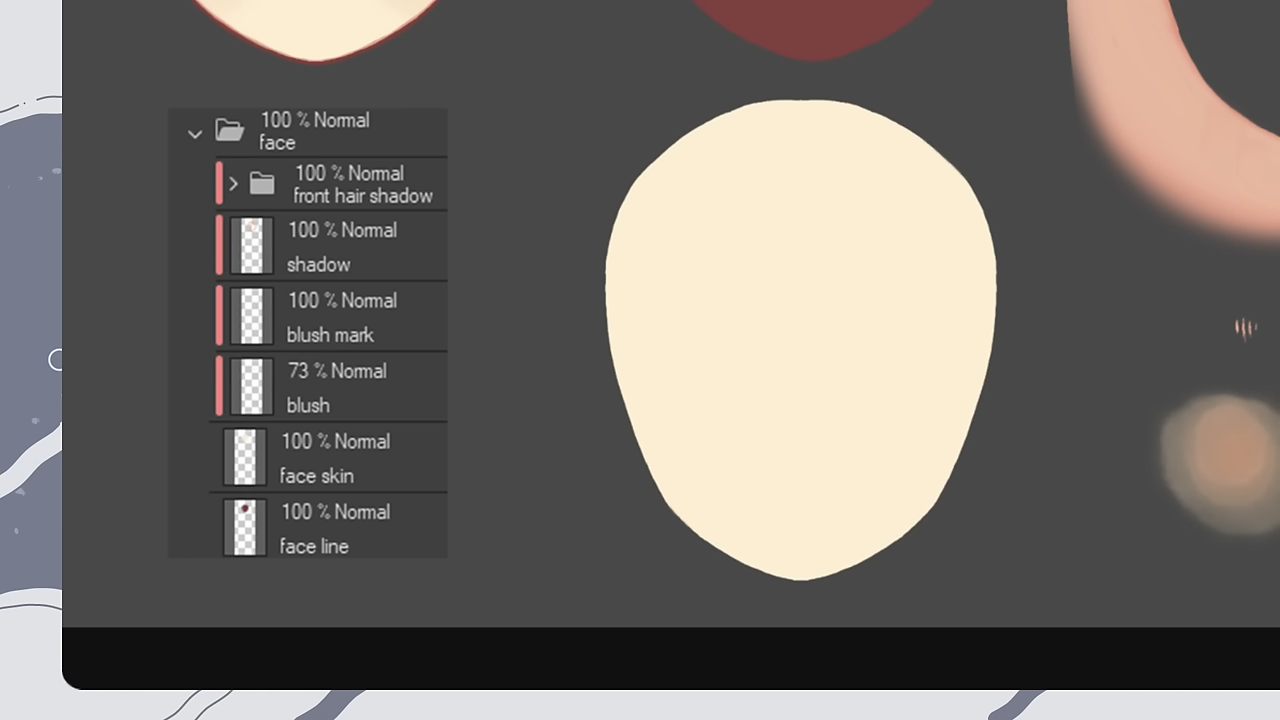 100 % Normal
face
100 % Normal
front hair shadow
100 % Normal
shadow
100 % Normal
blush mark
73 % Normal
blush
100 % Normal
face skin
100 % Normal
face line